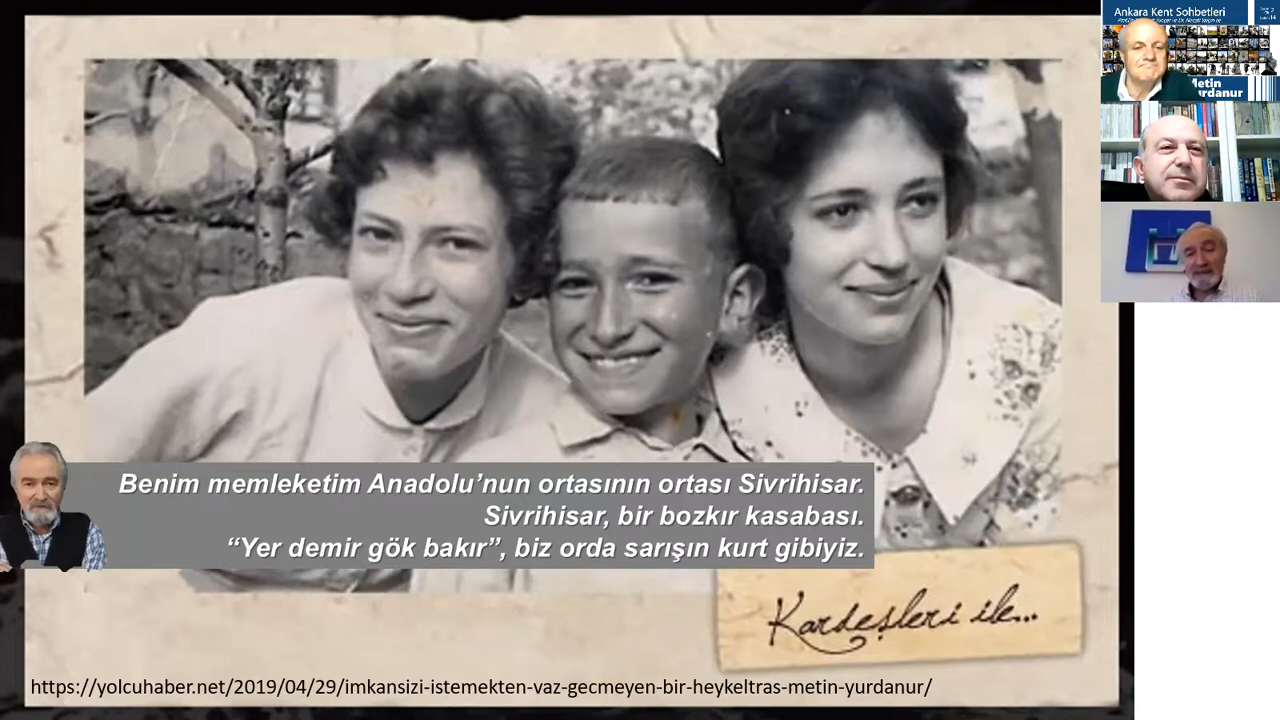 Benim memleketim Anadolu’nun ortasının ortası Sivrihisar.
Sivrihisar, bir bozkır kasabası.
“Yer demir gök bakır”, biz orda sarışın kurt gibiyiz.
Kardeşleri ile...
https://yolcuhaber.net/2019/04/29/imkansizi-istemekten-vaz-gecmeyen-bir-heykeltras-metin-yurdanur/
Ankara Kent Sohbetleri
Metin
Yurdanur